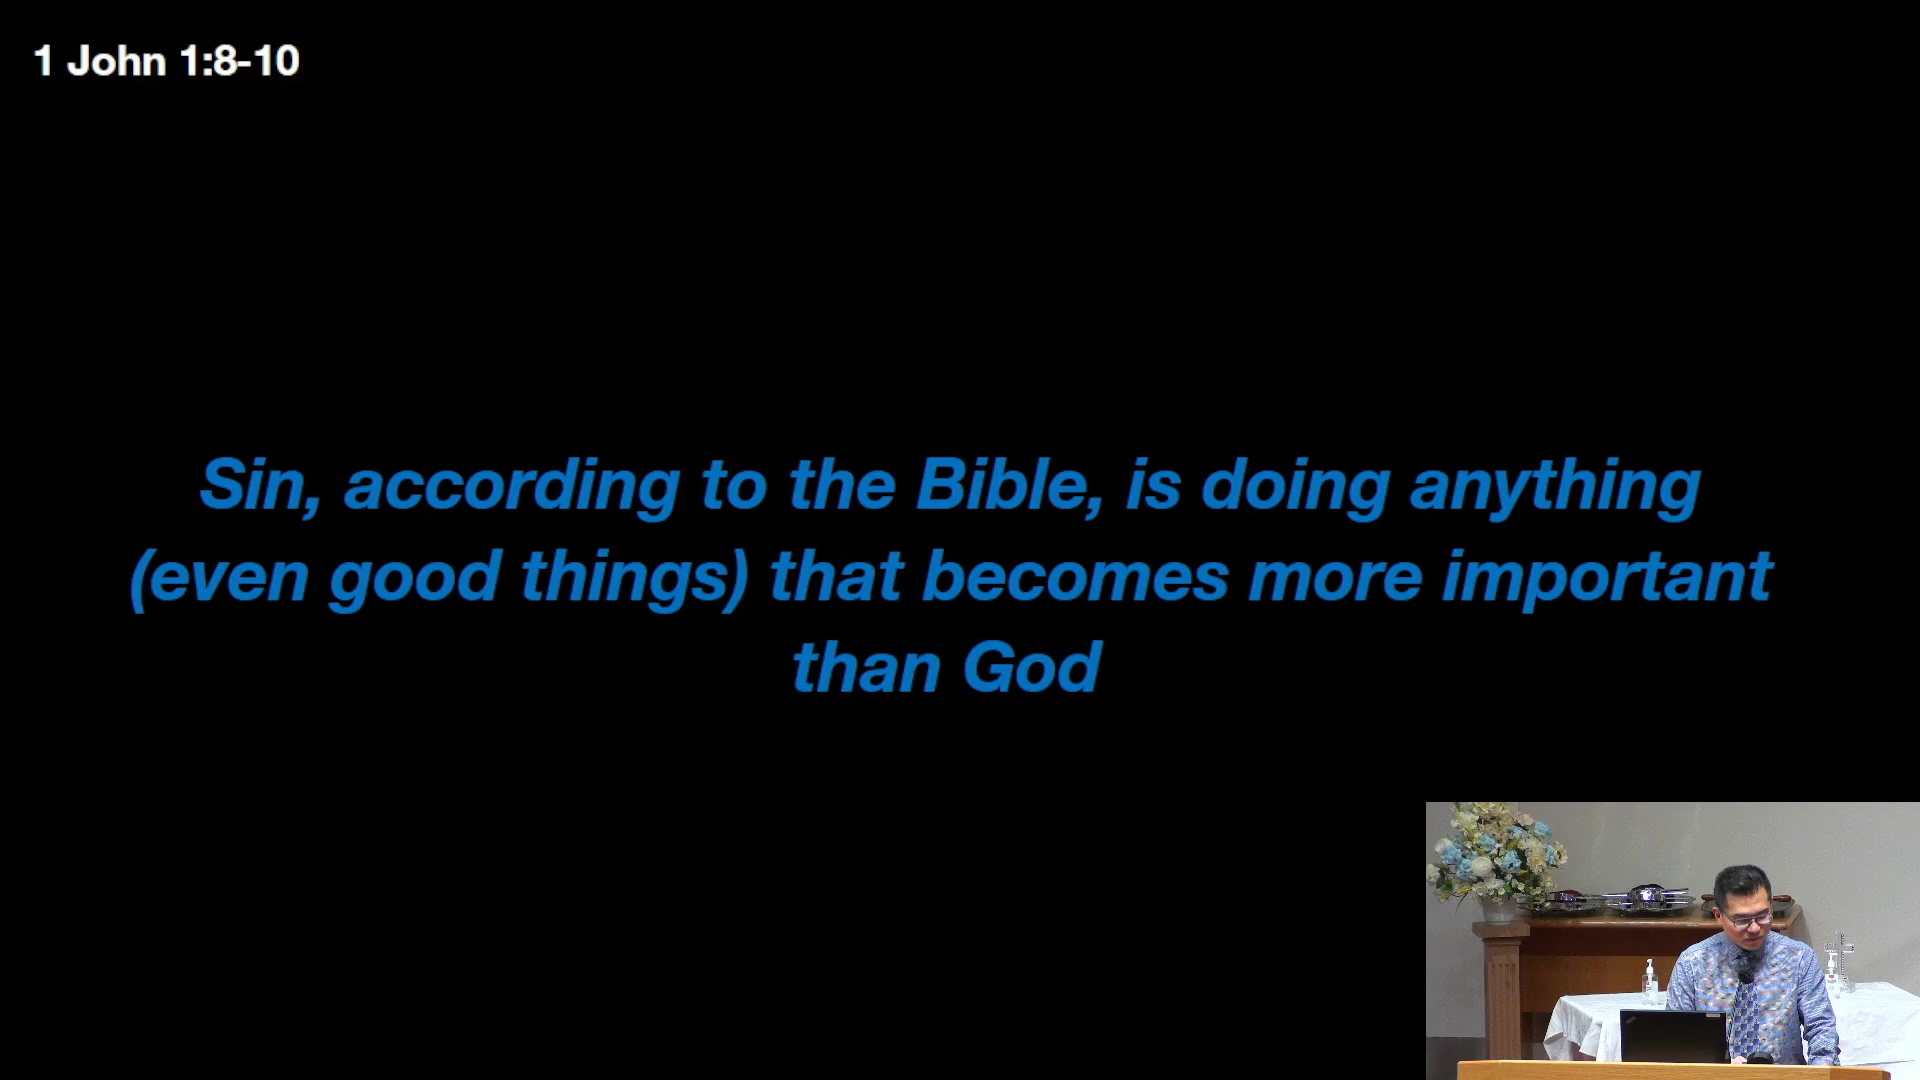 1 John 1:8-10
Sin, according to the Bible, is doing anything
(even good things) that becomes more important
than God